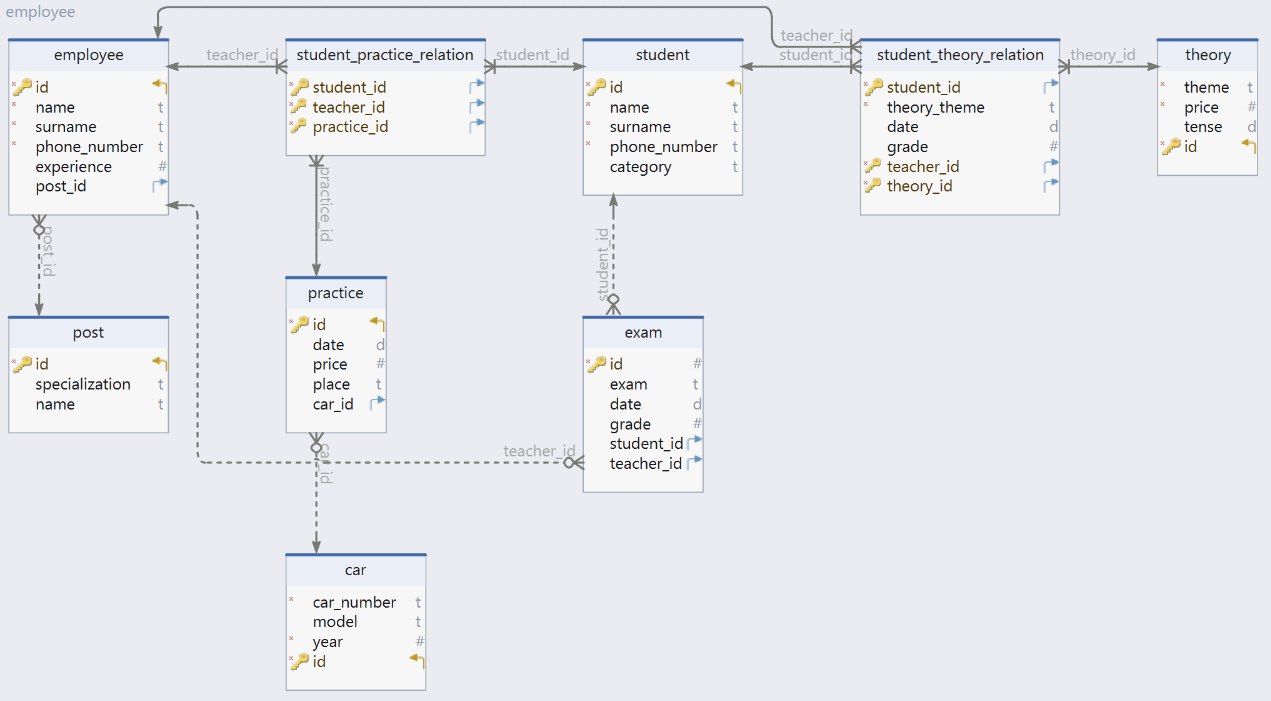 employee
employee
id
name t
surname t
phone_number t
experience #
post_id
teacher_id
student_practice_relation
student_id
teacher_id
practice_id
student_id
student
id
name t
surname t
phone_number t
category t
teacher_id
student_id
student_theory_relation
student_id
theory_theme t
date d
grade #
teacher_id
theory_id
theory_id
theory
theme t
price #
tense d
id
post_id
practice_id
student_id
post
id
specialization t
name t
practice
id
date d
price #
place t
car_id
exam
id #
exam t
date d
grade #
student_id
teacher_id
teacher_id
car_id
car
car_number t
model t
year #
id